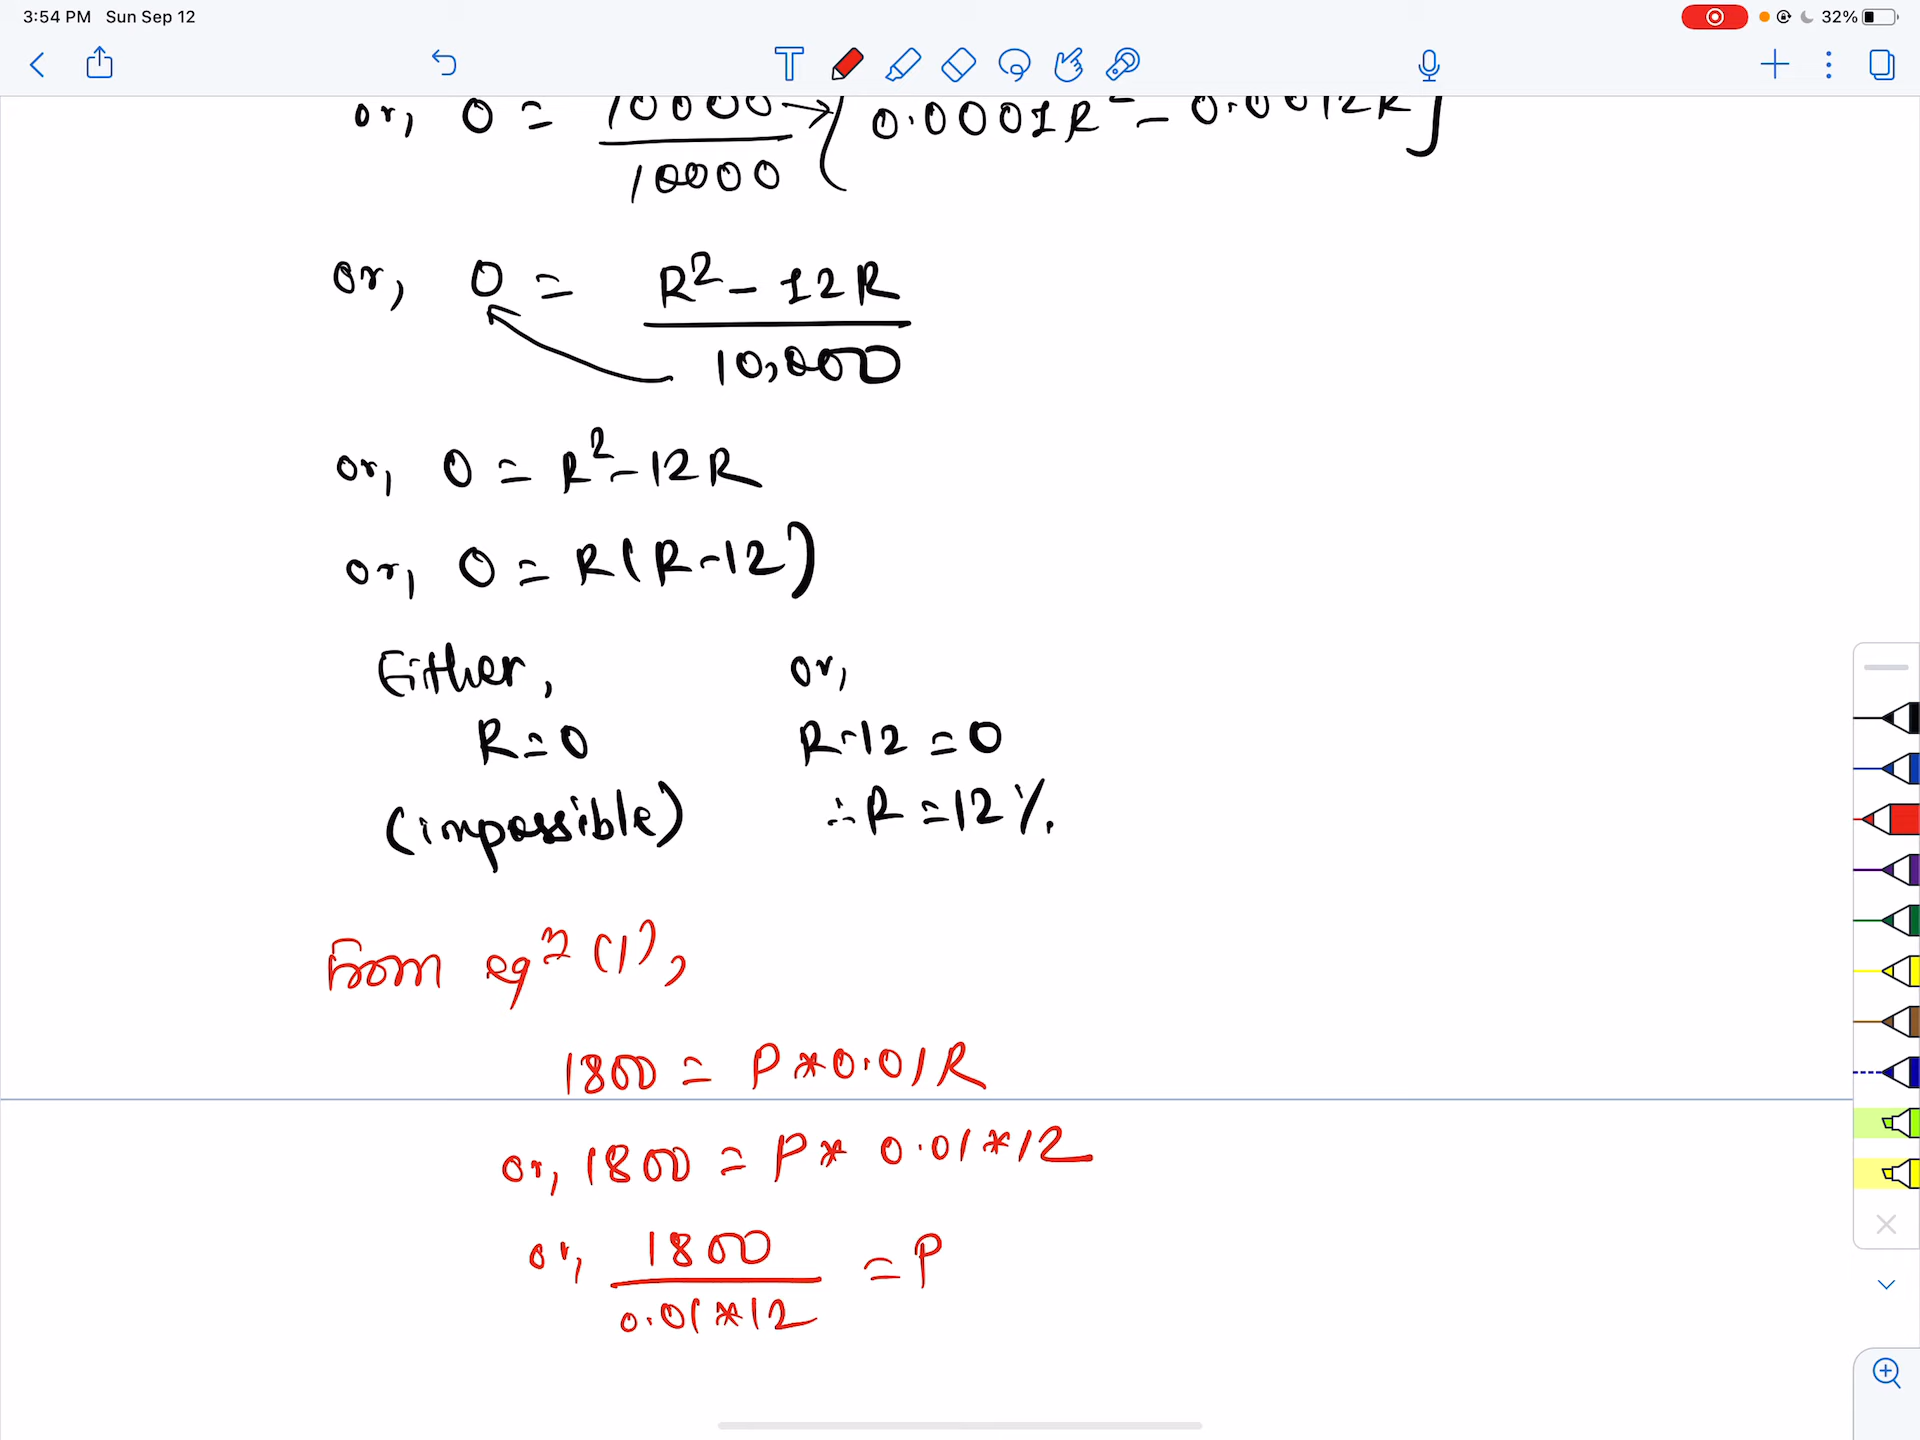 3:54 PM Sun Sep 12 32%
T
or, 0 = 10000/10000 → (0.0001R² - 0.0012R]
or, 0 = R² - 12R / 10,000
or, 0 = R² - 12R
or, 0 = R(R-12)
Either, or,
R = 0 R-12 = 0
(impossible) ∴R = 12%.
From eqⁿ (1),
1800 = P*0.01R
or, 1800 = P* 0.01*12
or, 1800 / 0.01*12 = P